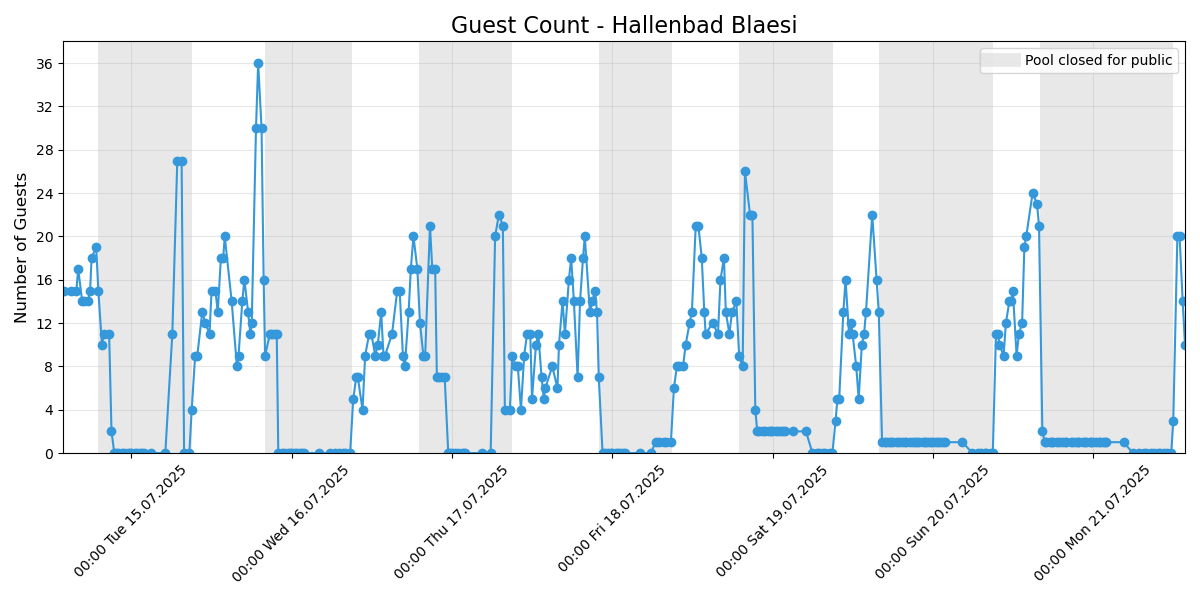 Guest Count - Hallenbad Blaesi
Pool closed for public
Number of Guests
36
32
28
24
20
16
12
8
4
0
00:00 Tue 15.07.2025
00:00 Wed 16.07.2025
00:00 Thu 17.07.2025
00:00 Fri 18.07.2025
00:00 Sat 19.07.2025
00:00 Sun 20.07.2025
00:00 Mon 21.07.2025